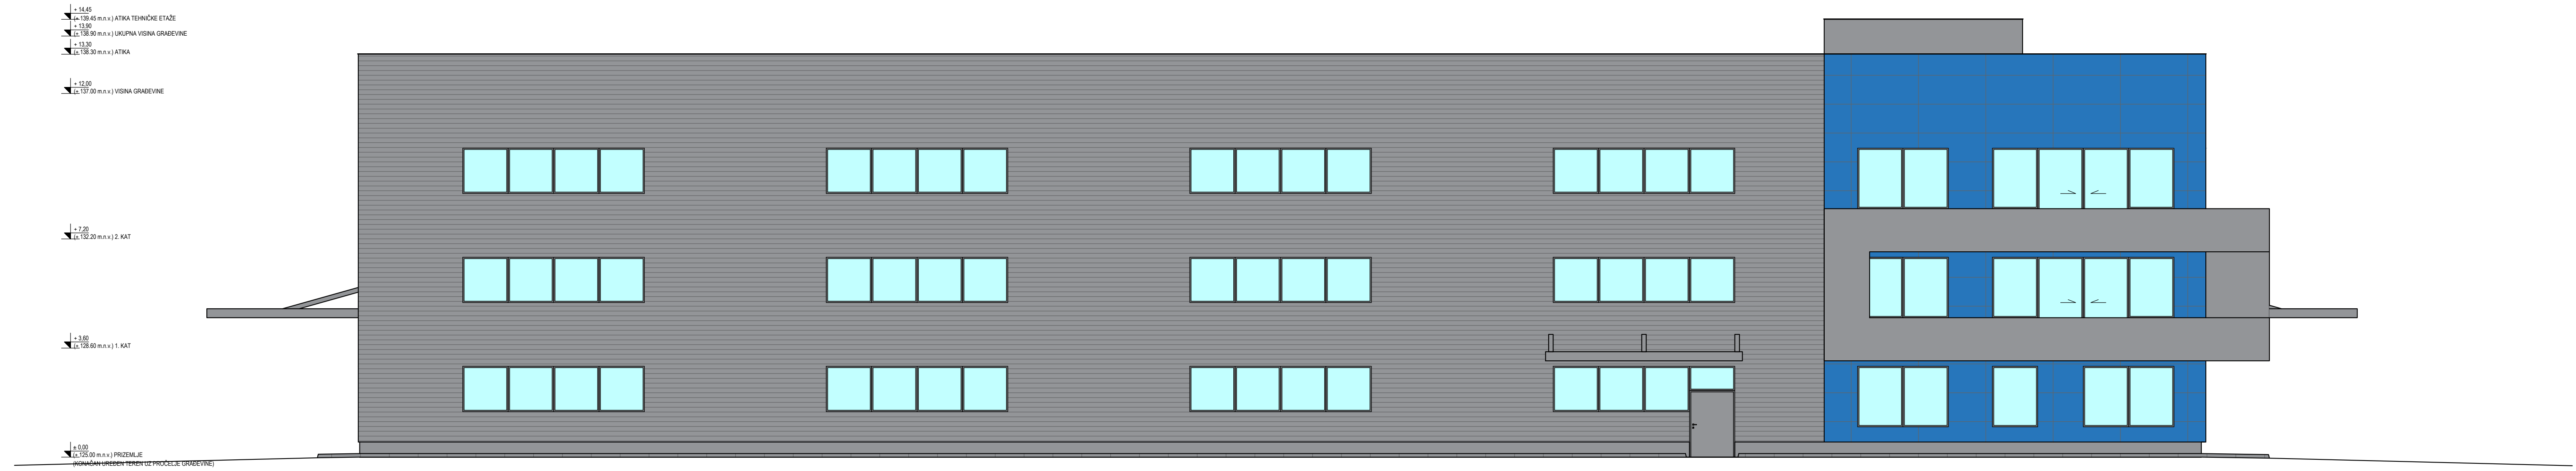 + 14,45
(+ 139.45 m.n.v.) ATIKA TEHNIČKE ETAŽE
+ 13,90
(+ 138.90 m.n.v.) UKUPNA VISINA GRAĐEVINE
+ 13,30
(+ 138.30 m.n.v.) ATIKA
+ 12,00
(+ 137.00 m.n.v.) VISINA GRAĐEVINE
+ 7,20
(+ 132.20 m.n.v.) 2. KAT
+ 3,60
(+ 128.60 m.n.v.) 1. KAT
± 0,00
(+ 125.00 m.n.v.) PRIZEMLJE
(KONAČAN UREĐEN TEREN UZ PROČELJE GRAĐEVINE)